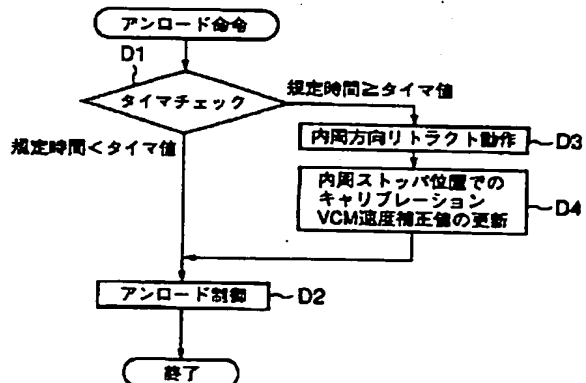 アンロード命令
D1
タイマチェック
規定時間≧タイマ値
規定時間＜タイマ値
内周方向リトラクト動作
D3
内周ストッパ位置での
キャリブレーション
VCM速度補正値の更新
D4
アンロード制御
D2
終了